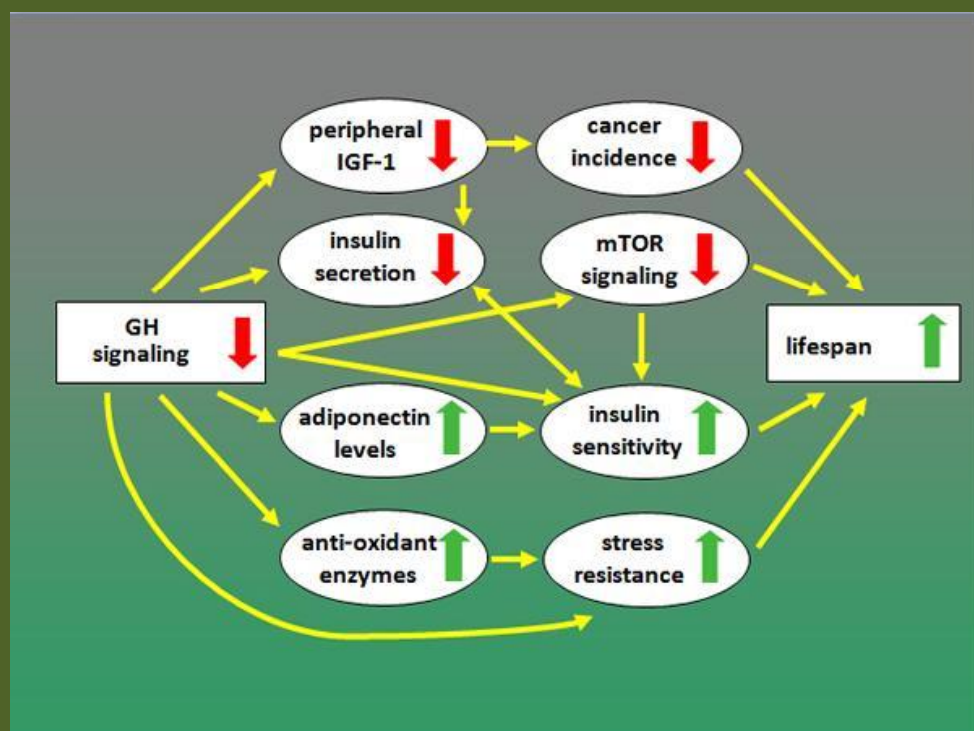 peripheral
IGF-1
cancer
incidence
insulin
secretion
mTOR
signaling
GH
signaling
lifespan
adiponectin
levels
insulin
sensitivity
anti-oxidant
enzymes
stress
resistance